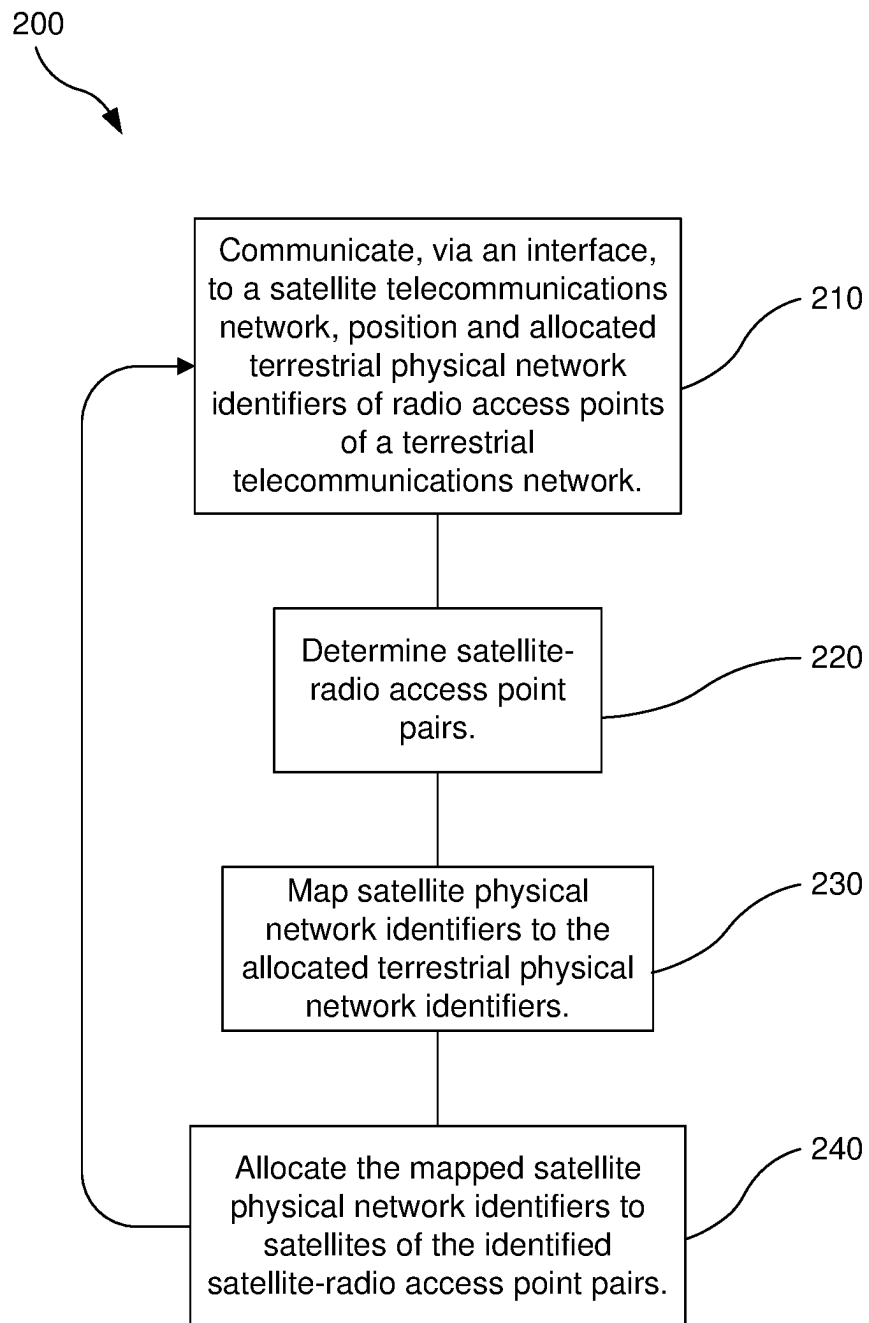 200
Communicate, via an interface,
to a satellite telecommunications
network, position and allocated
terrestrial physical network
identifiers of radio access points
of a terrestrial
telecommunications network.
210
Determine satellite-
radio access point
pairs.
220
Map satellite physical
network identifiers to the
allocated terrestrial physical
network identifiers.
230
Allocate the mapped satellite
physical network identifiers to
satellites of the identified
satellite-radio access point pairs.
240